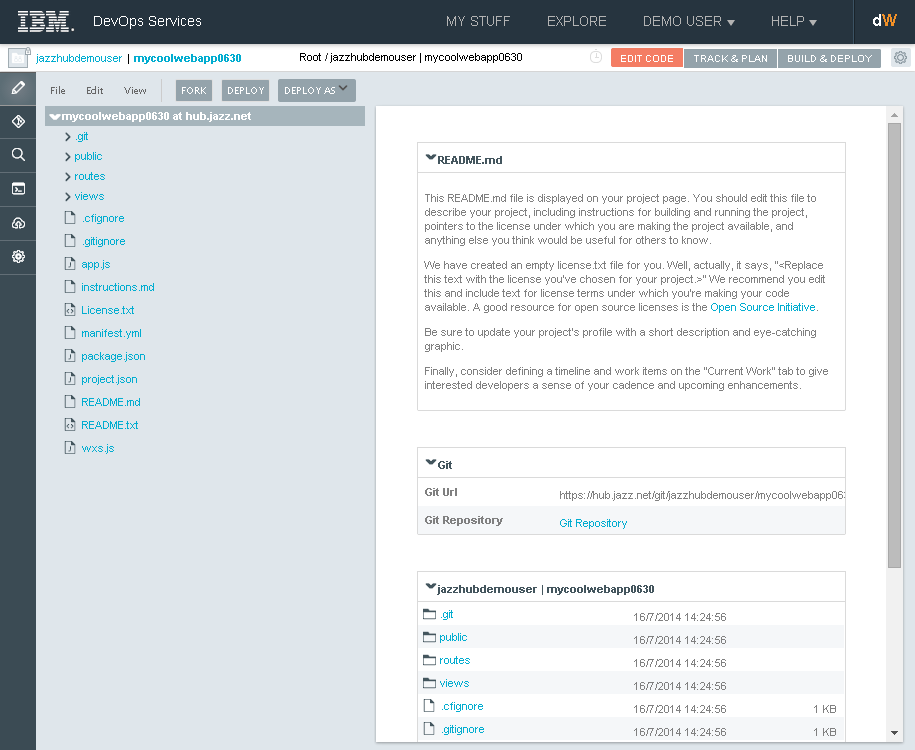 IBM. DevOps Services MY STUFF EXPLORE DEMO USER HELP dW
jazzhubdemouser | mycoolwebapp0630 Root / jazzhubdemouser | mycoolwebapp0630 EDIT CODE TRACK & PLAN BUILD & DEPLOY
File Edit View FORK DEPLOY DEPLOY AS
mycoolwebapp0630 at hub.jazz.net
.git
public
routes
views
.cfignore
.gitignore
app.js
instructions.md
License.txt
manifest.yml
package.json
project.json
README.md
README.txt
wxs.js
README.md
This README.md file is displayed on your project page. You should edit this file to
describe your project, including instructions for building and running the project,
pointers to the license under which you are making the project available, and
anything else you think would be useful for others to know.
We have created an empty license.txt file for you. Well, actually, it says, "<Replace
this text with the license you've chosen for your project.>" We recommend you edit
this and include text for license terms under which you're making your code
available. A good resource for open source licenses is the Open Source Initiative.
Be sure to update your project's profile with a short description and eye-catching
graphic.
Finally, consider defining a timeline and work items on the "Current Work" tab to give
interested developers a sense of your cadence and upcoming enhancements.
Git
Git Url https://hub.jazz.net/git/jazzhubdemouser/mycoolwebapp06
Git Repository Git Repository
jazzhubdemouser | mycoolwebapp0630
.git 16/7/2014 14:24:56
public 16/7/2014 14:24:56
routes 16/7/2014 14:24:56
views 16/7/2014 14:24:56
.cfignore 16/7/2014 14:24:56 1 KB
.gitignore 16/7/2014 14:24:56 1 KB